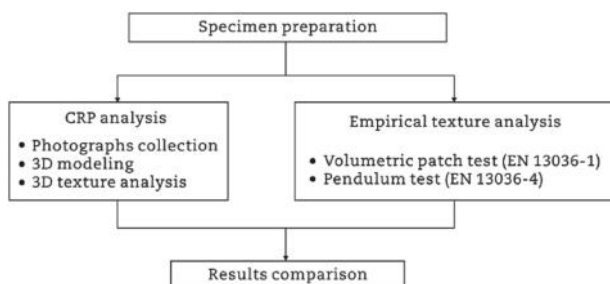 Specimen preparation
CRP analysis
• Photographs collection
• 3D modeling
• 3D texture analysis
Empirical texture analysis
• Volumetric patch test (EN 13036-1)
• Pendulum test (EN 13036-4)
Results comparison